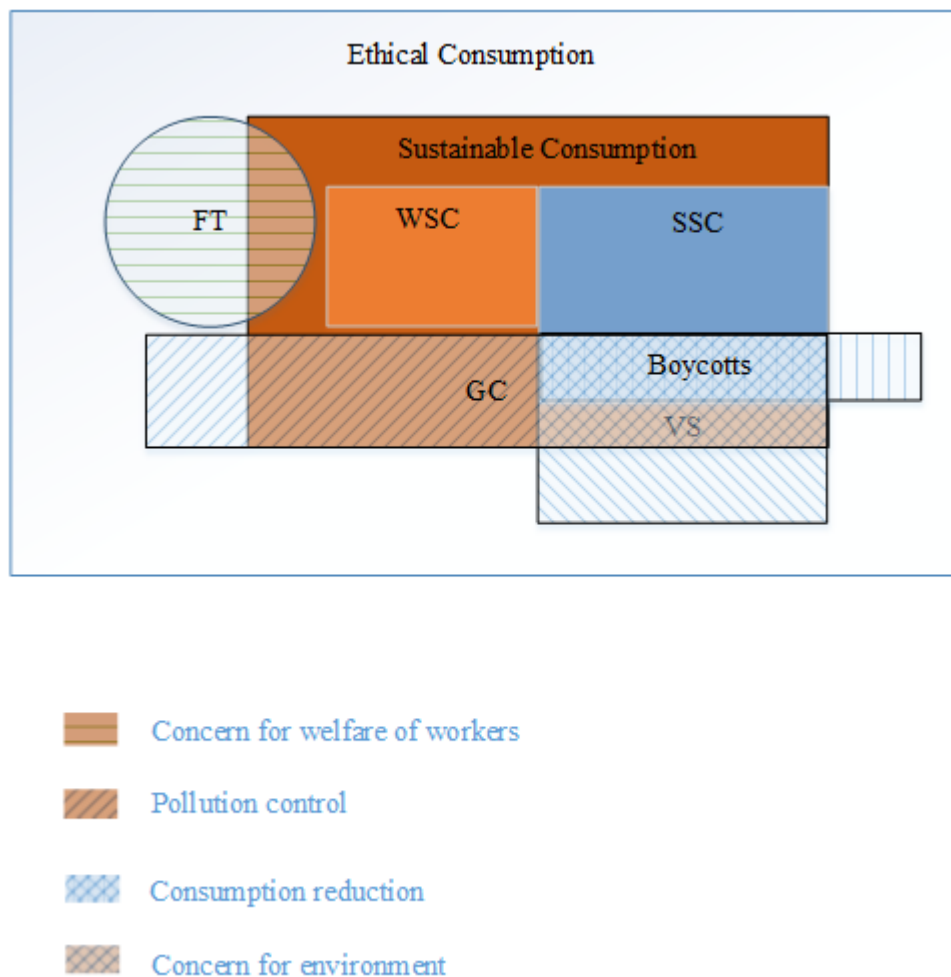 Ethical Consumption
Sustainable Consumption
FT
WSC
SSC
Boycotts
GC
VS
Concern for welfare of workers
Pollution control
Consumption reduction
Concern for environment